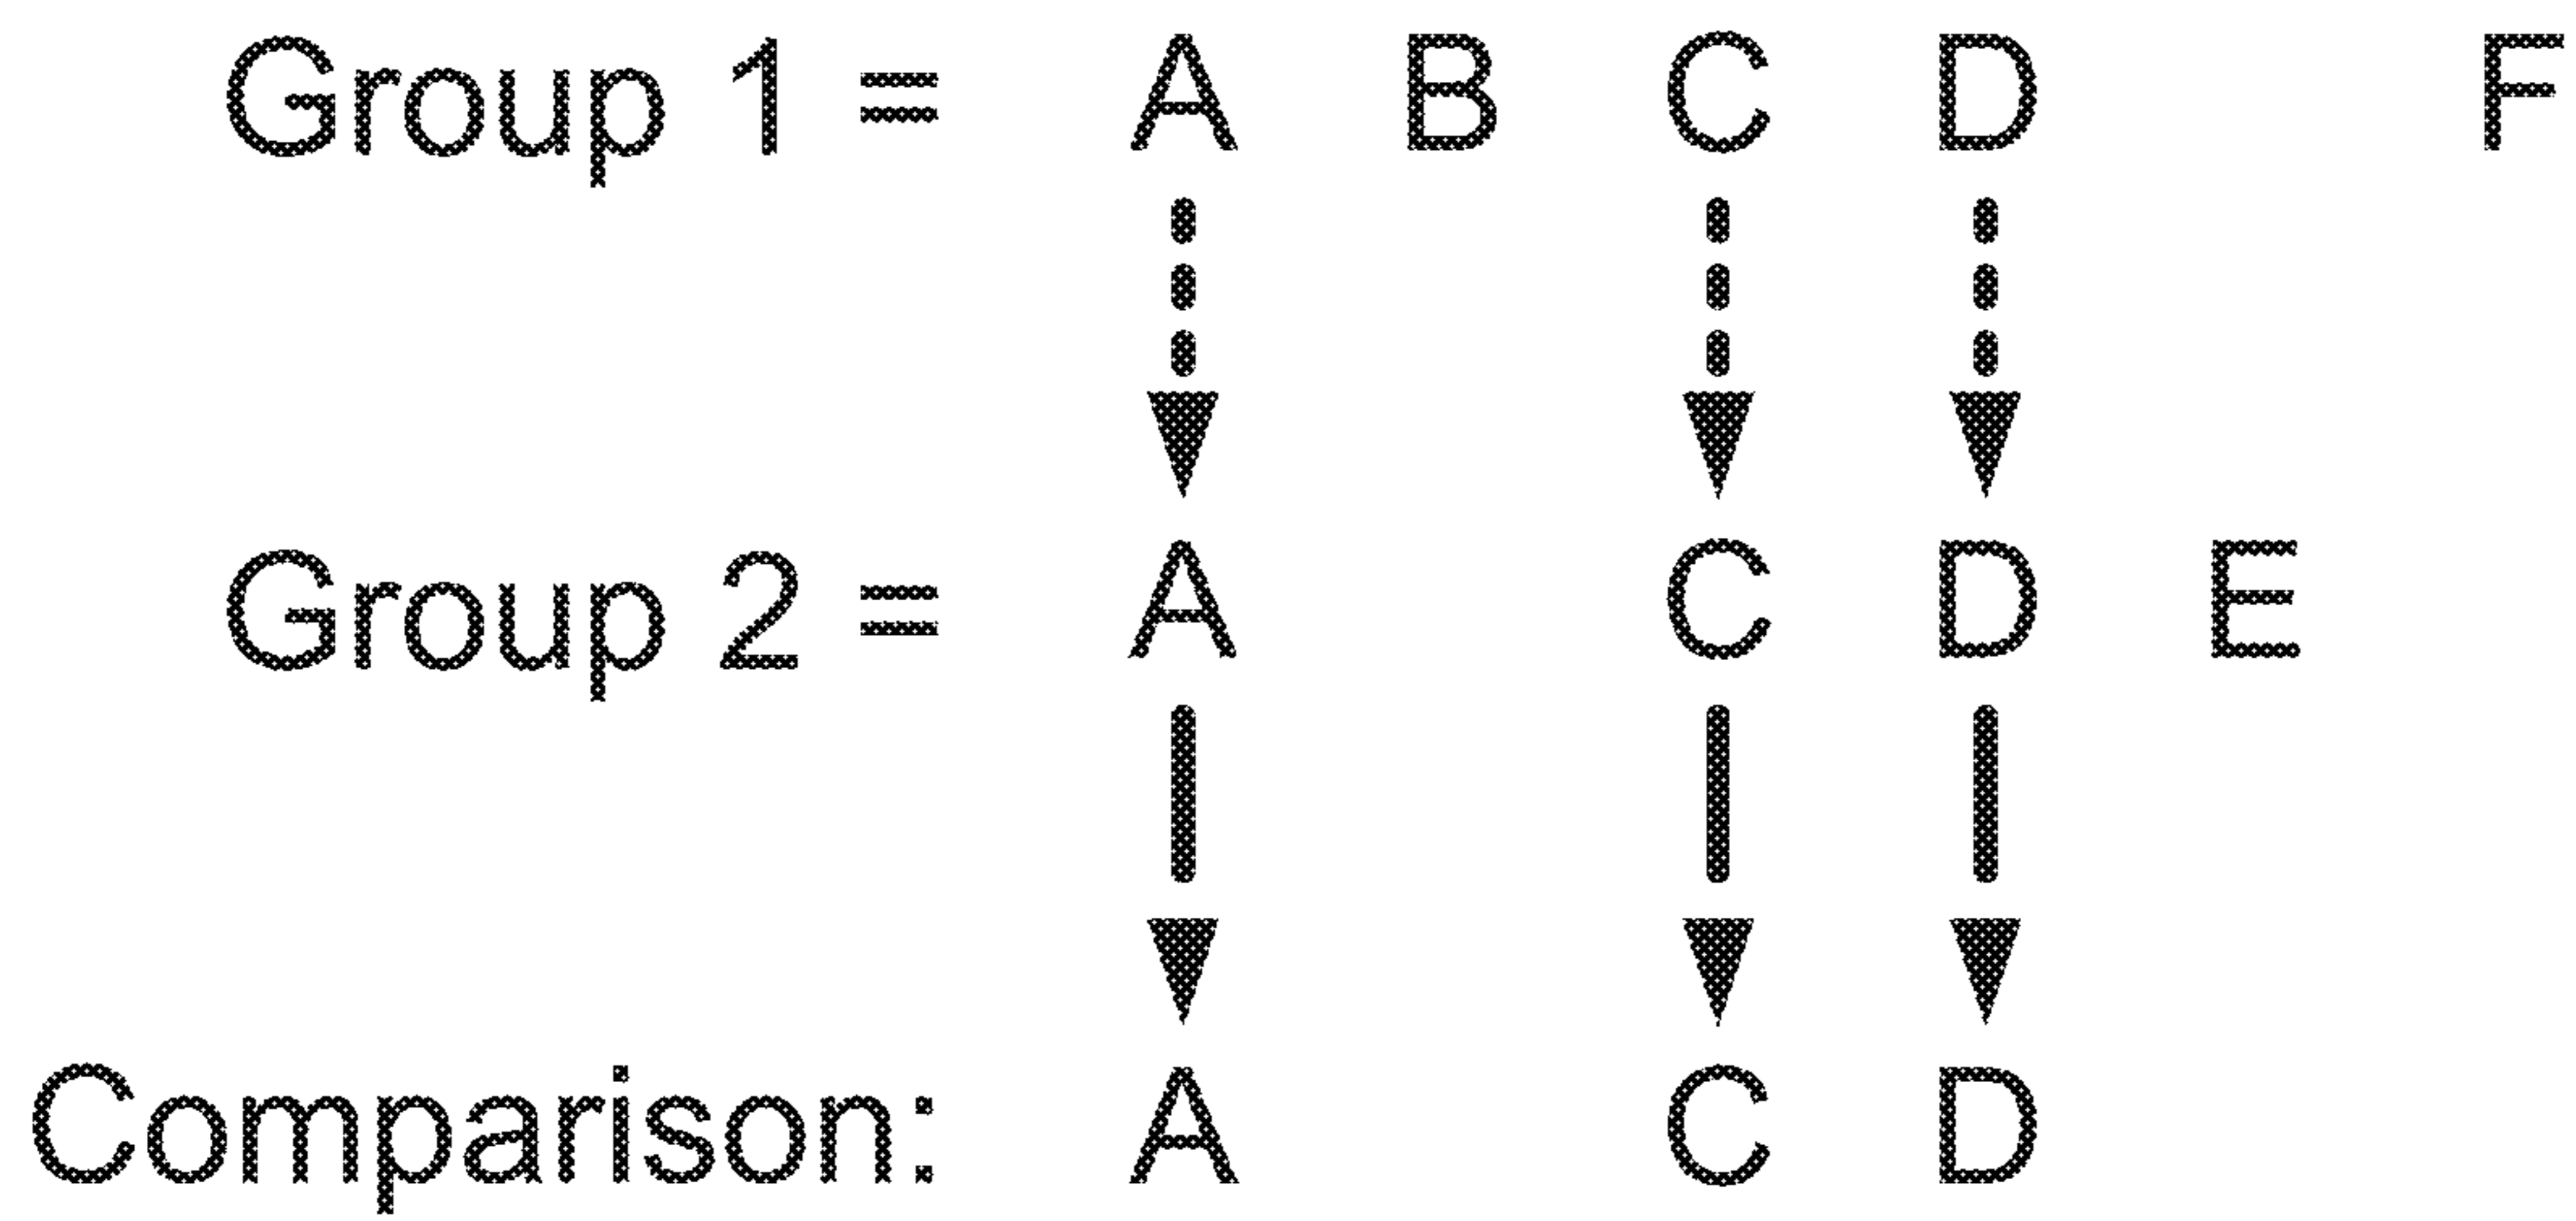 Group 1 = A B C D F
Group 2 = A C D E
Comparison: A C D